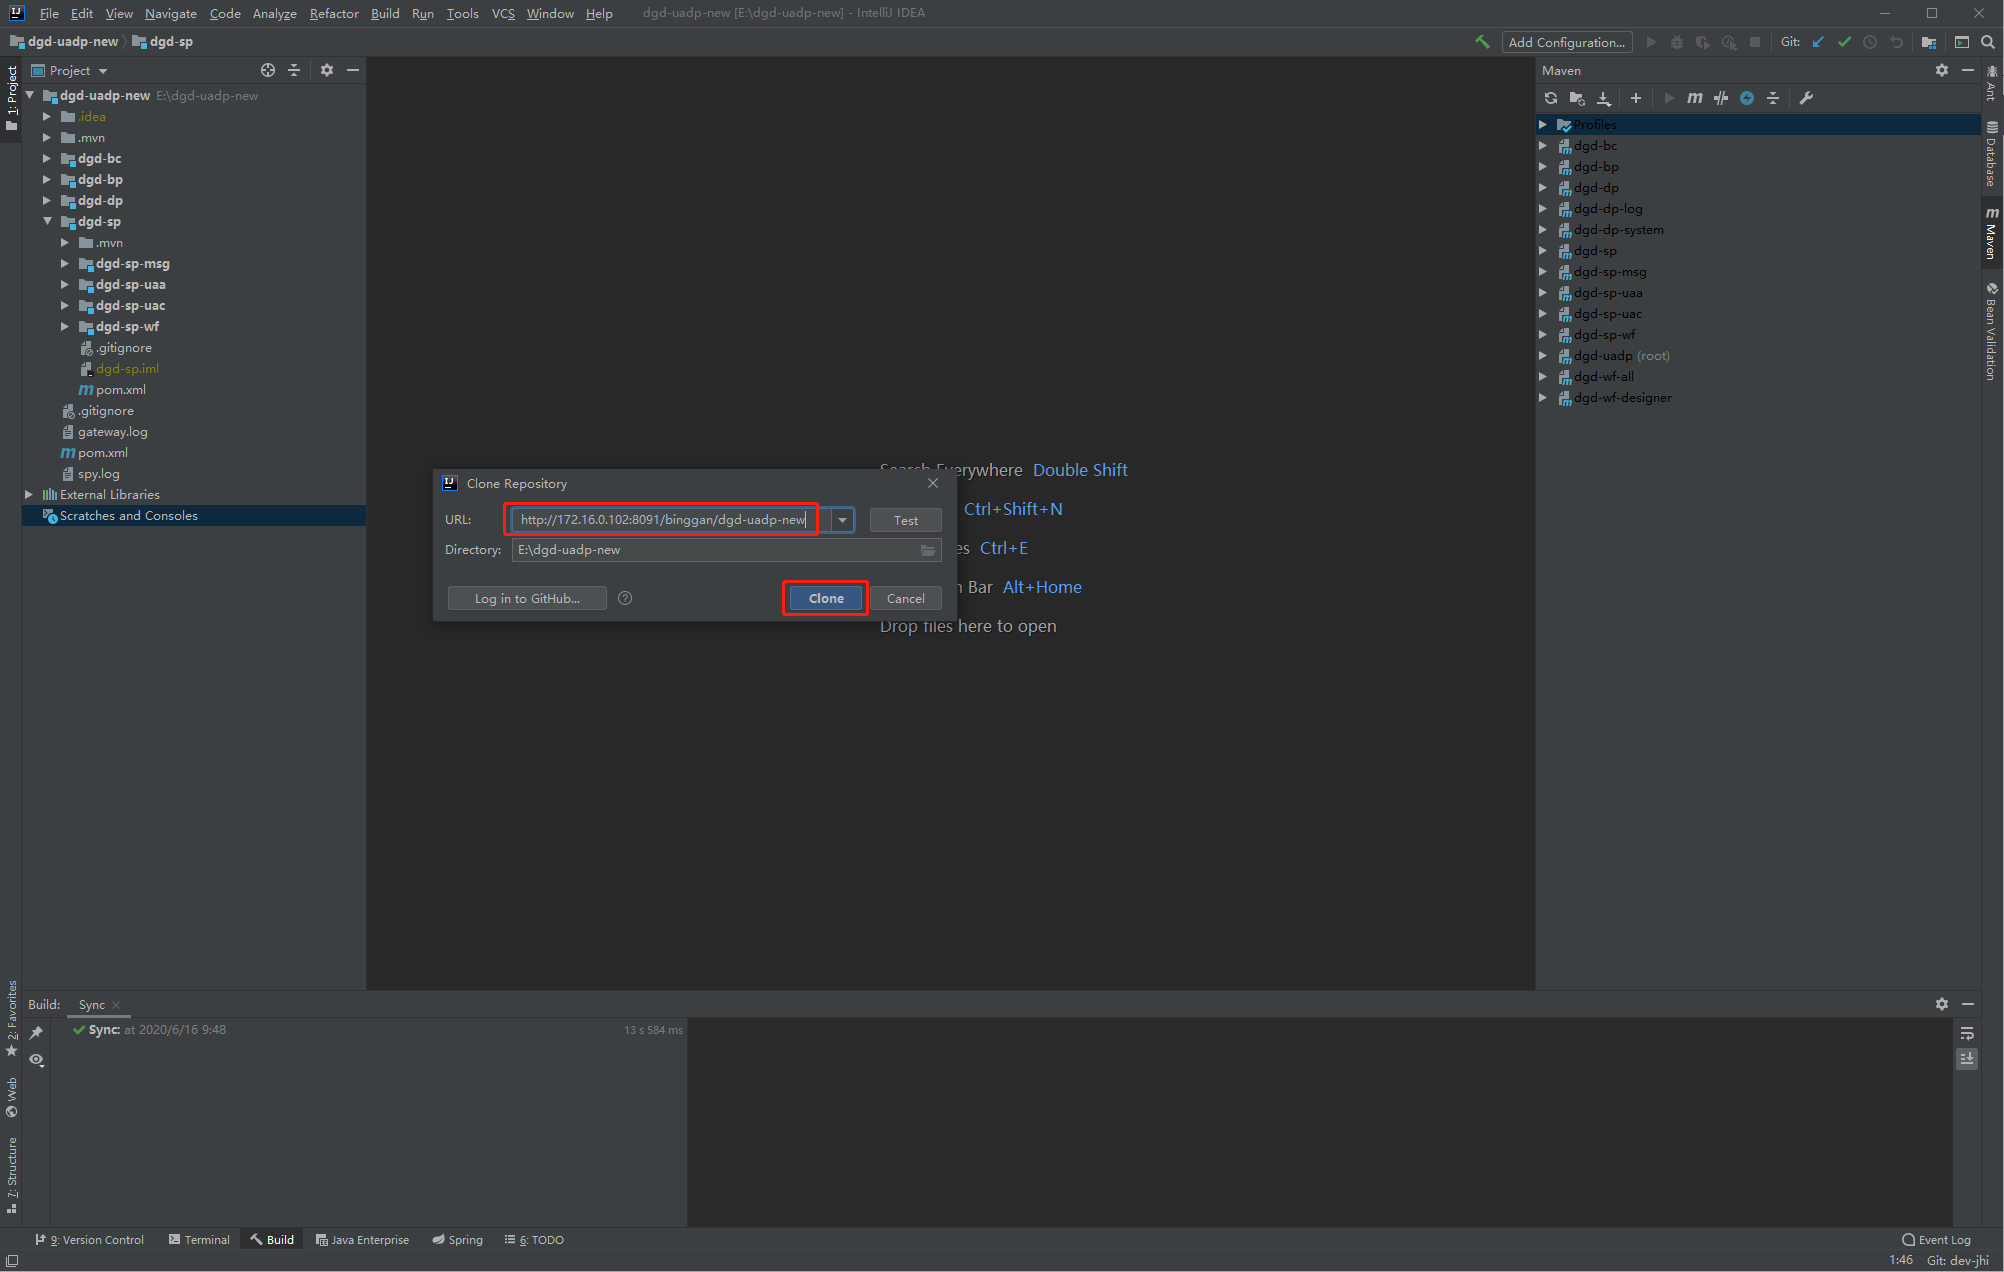 File Edit View Navigate Code Analyze Refactor Build Run Tools VCS Window Help dgd-uadp-new [E:\dgd-uadp-new] - IntelliJ IDEA
dgd-uadp-new dgd-sp Add Configuration... Git:
1: Project
Project
dgd-uadp-new E:\dgd-uadp-new
.idea
.mvn
dgd-bc
dgd-bp
dgd-dp
dgd-sp
.mvn
dgd-sp-msg
dgd-sp-uaa
dgd-sp-uac
dgd-sp-wf
.gitignore
dgd-sp.iml
pom.xml
.gitignore
gateway.log
pom.xml
spy.log
External Libraries
Scratches and Consoles
Search Everywhere Double Shift
Ctrl+Shift+N
es Ctrl+E
n Bar Alt+Home
Drop files here to open
Clone Repository
URL: http://172.16.0.102:8091/binggan/dgd-uadp-new Test
Directory: E:\dgd-uadp-new
Log in to GitHub... ? Clone Cancel
Maven
Profiles
dgd-bc
dgd-bp
dgd-dp
dgd-dp-log
dgd-dp-system
dgd-sp
dgd-sp-msg
dgd-sp-uaa
dgd-sp-uac
dgd-sp-wf
dgd-uadp (root)
dgd-wf-all
dgd-wf-designer
Ant
Database
Maven
Bean Validation
2: Favorites
Web
7: Structure
Build: Sync
Sync: at 2020/6/16 9:48 13 s 584 ms
9: Version Control Terminal Build Java Enterprise Spring 6: TODO Event Log
1:46 Git: dev-jhi